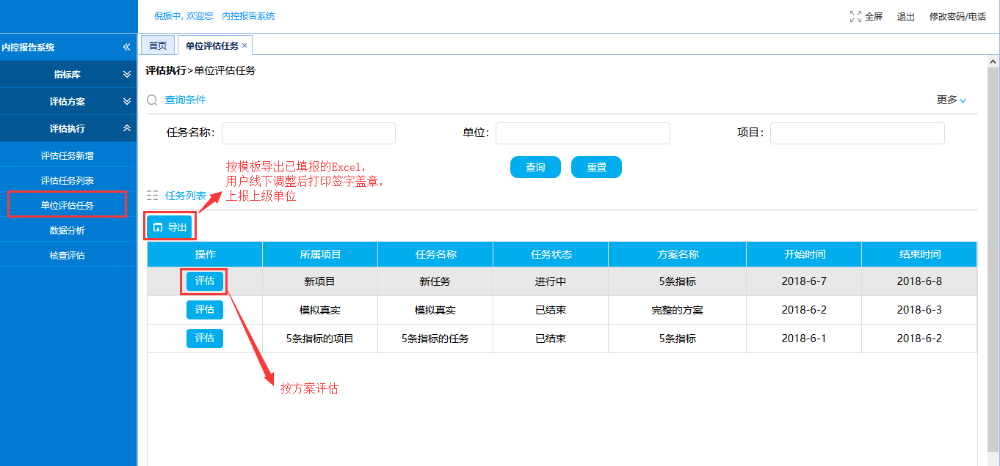 倪振中, 欢迎您 内控报告系统
全屏 退出 修改密码/电话
内控报告系统
指标库
评估方案
评估执行
评估任务新增
评估任务列表
单位评估任务
数据分析
核查评估
首页 单位评估任务 ×
评估执行>单位评估任务
查询条件 更多
任务名称： 单位： 项目：
查询 重置
按模板导出已填报的Excel，
用户线下调整后打印签字盖章，
上报上级单位
任务列表
导出
操作 所属项目 任务名称 任务状态 方案名称 开始时间 结束时间
评估 新项目 新任务 进行中 5条指标 2018-6-7 2018-6-8
评估 模拟真实 模拟真实 已结束 完整的方案 2018-6-2 2018-6-3
评估 5条指标的项目 5条指标的任务 已结束 5条指标 2018-6-1 2018-6-2
按方案评估